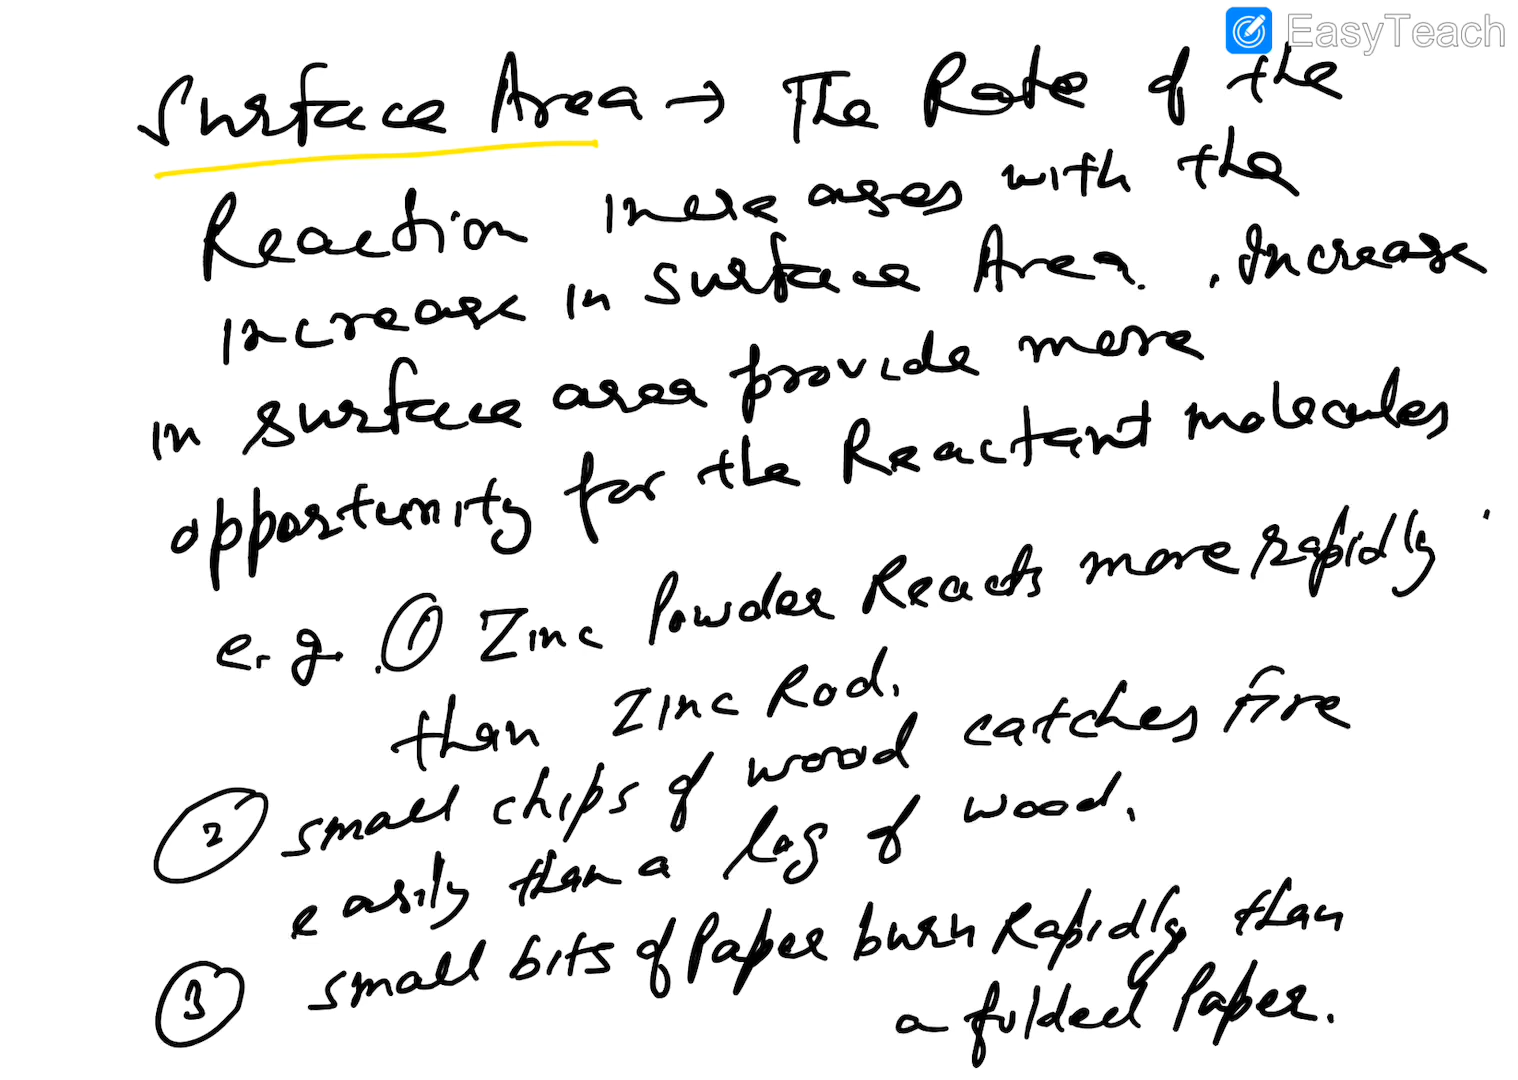 EasyTeach
Surface Area → The Rate of the
Reaction increases with the
increase in surface Area. Increase
in surface area provide more
opportunity for the Reactant molecules
e.g. ① Zinc Powder Reacts more rapidly.
than Zinc Rod.
② small chips of wood catches fire
easily than a log of wood.
③ small bits of Paper burn Rapidly than
a folded Paper.